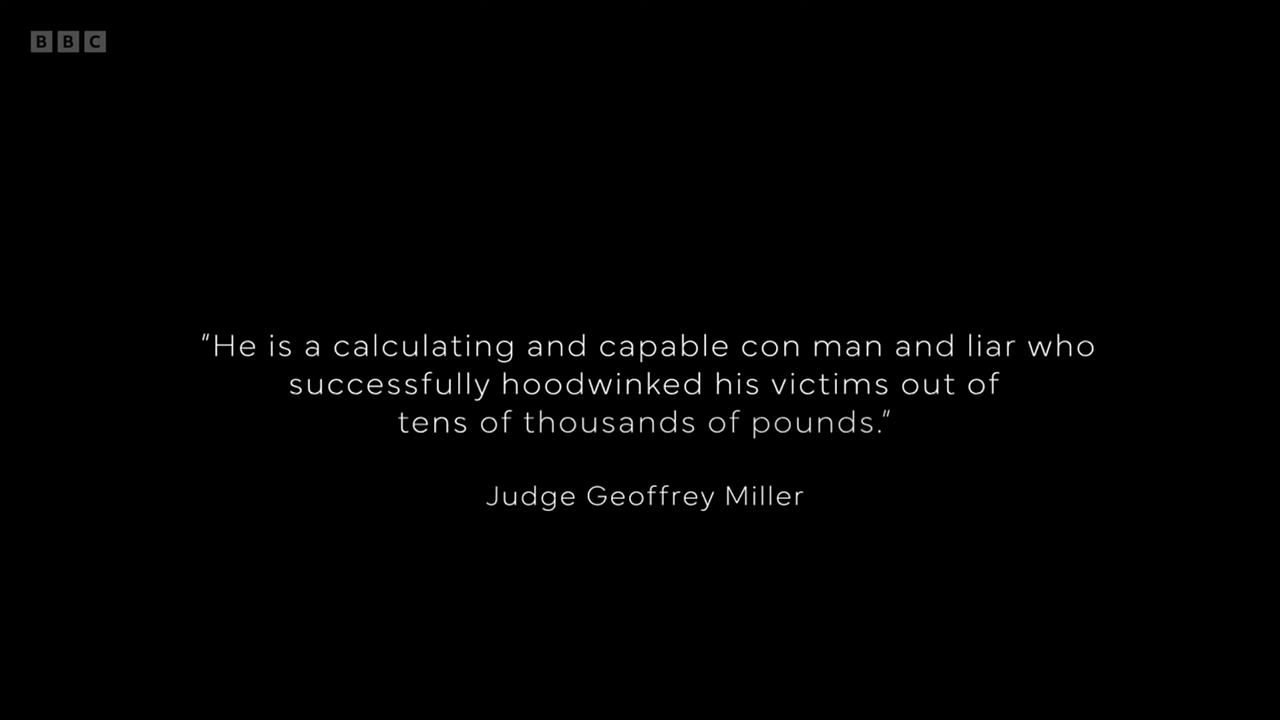 BBC
"He is a calculating and capable con man and liar who
successfully hoodwinked his victims out of
tens of thousands of pounds."
Judge Geoffrey Miller